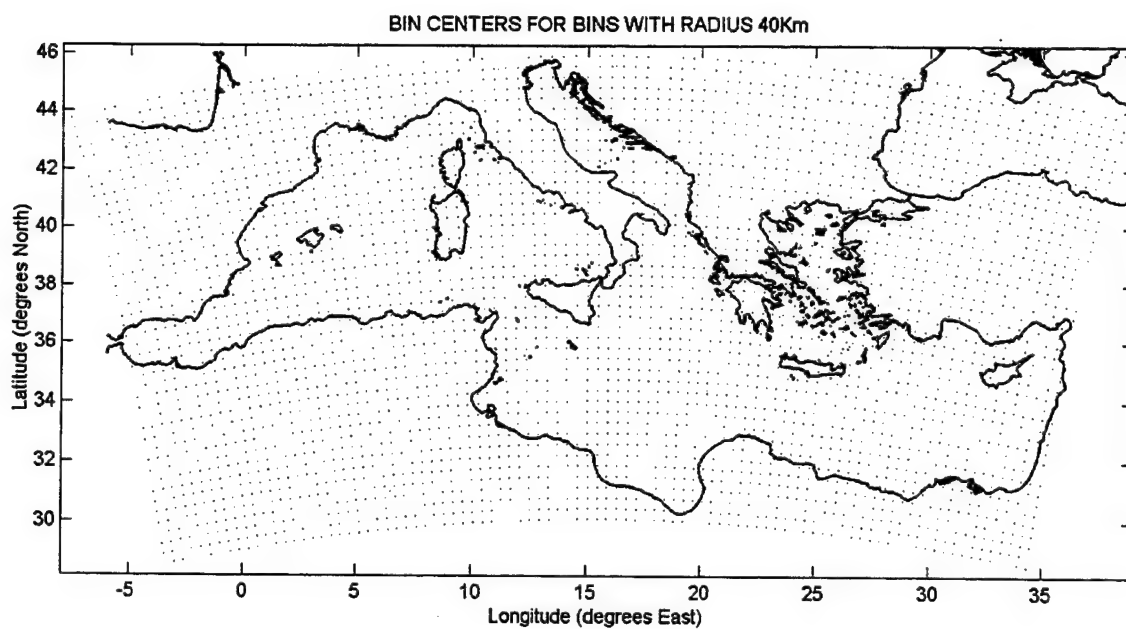 BIN CENTERS FOR BINS WITH RADIUS 40Km
46
44
42
40
38
36
34
32
30
Latitude (degrees North)
-5 0 5 10 15 20 25 30 35
Longitude (degrees East)